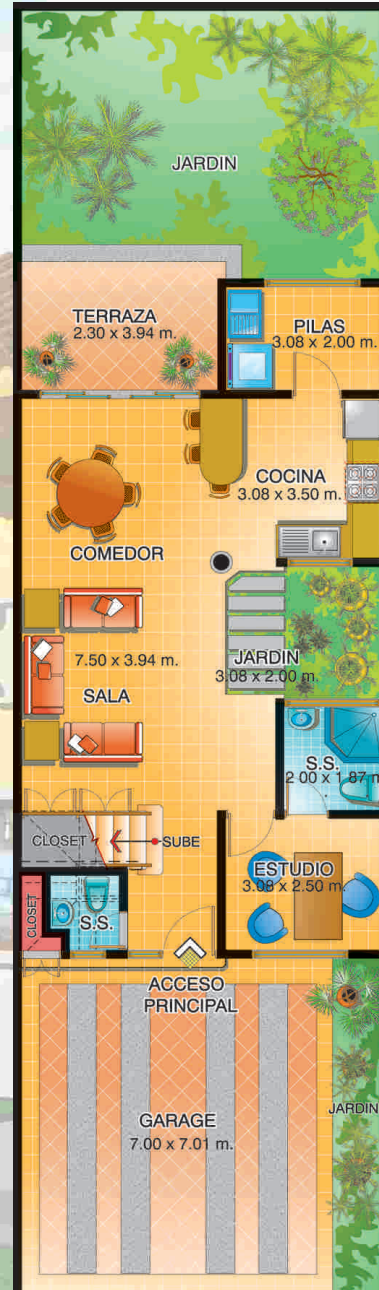 JARDIN
TERRAZA
2.30 x 3.94 m.
PILAS
3.08 x 2.00 m.
COCINA
3.08 x 3.50 m.
COMEDOR
7.50 x 3.94 m.
JARDIN
3.08 x 2.00 m.
SALA
S.S.
2 00 x 1.87 m
CLOSET
SUBE
ESTUDIO
3.08 x 2.50 m.
CLOSET
S.S.
ACCESO
PRINCIPAL
JARDIN
GARAGE
7.00 x 7.01 m.